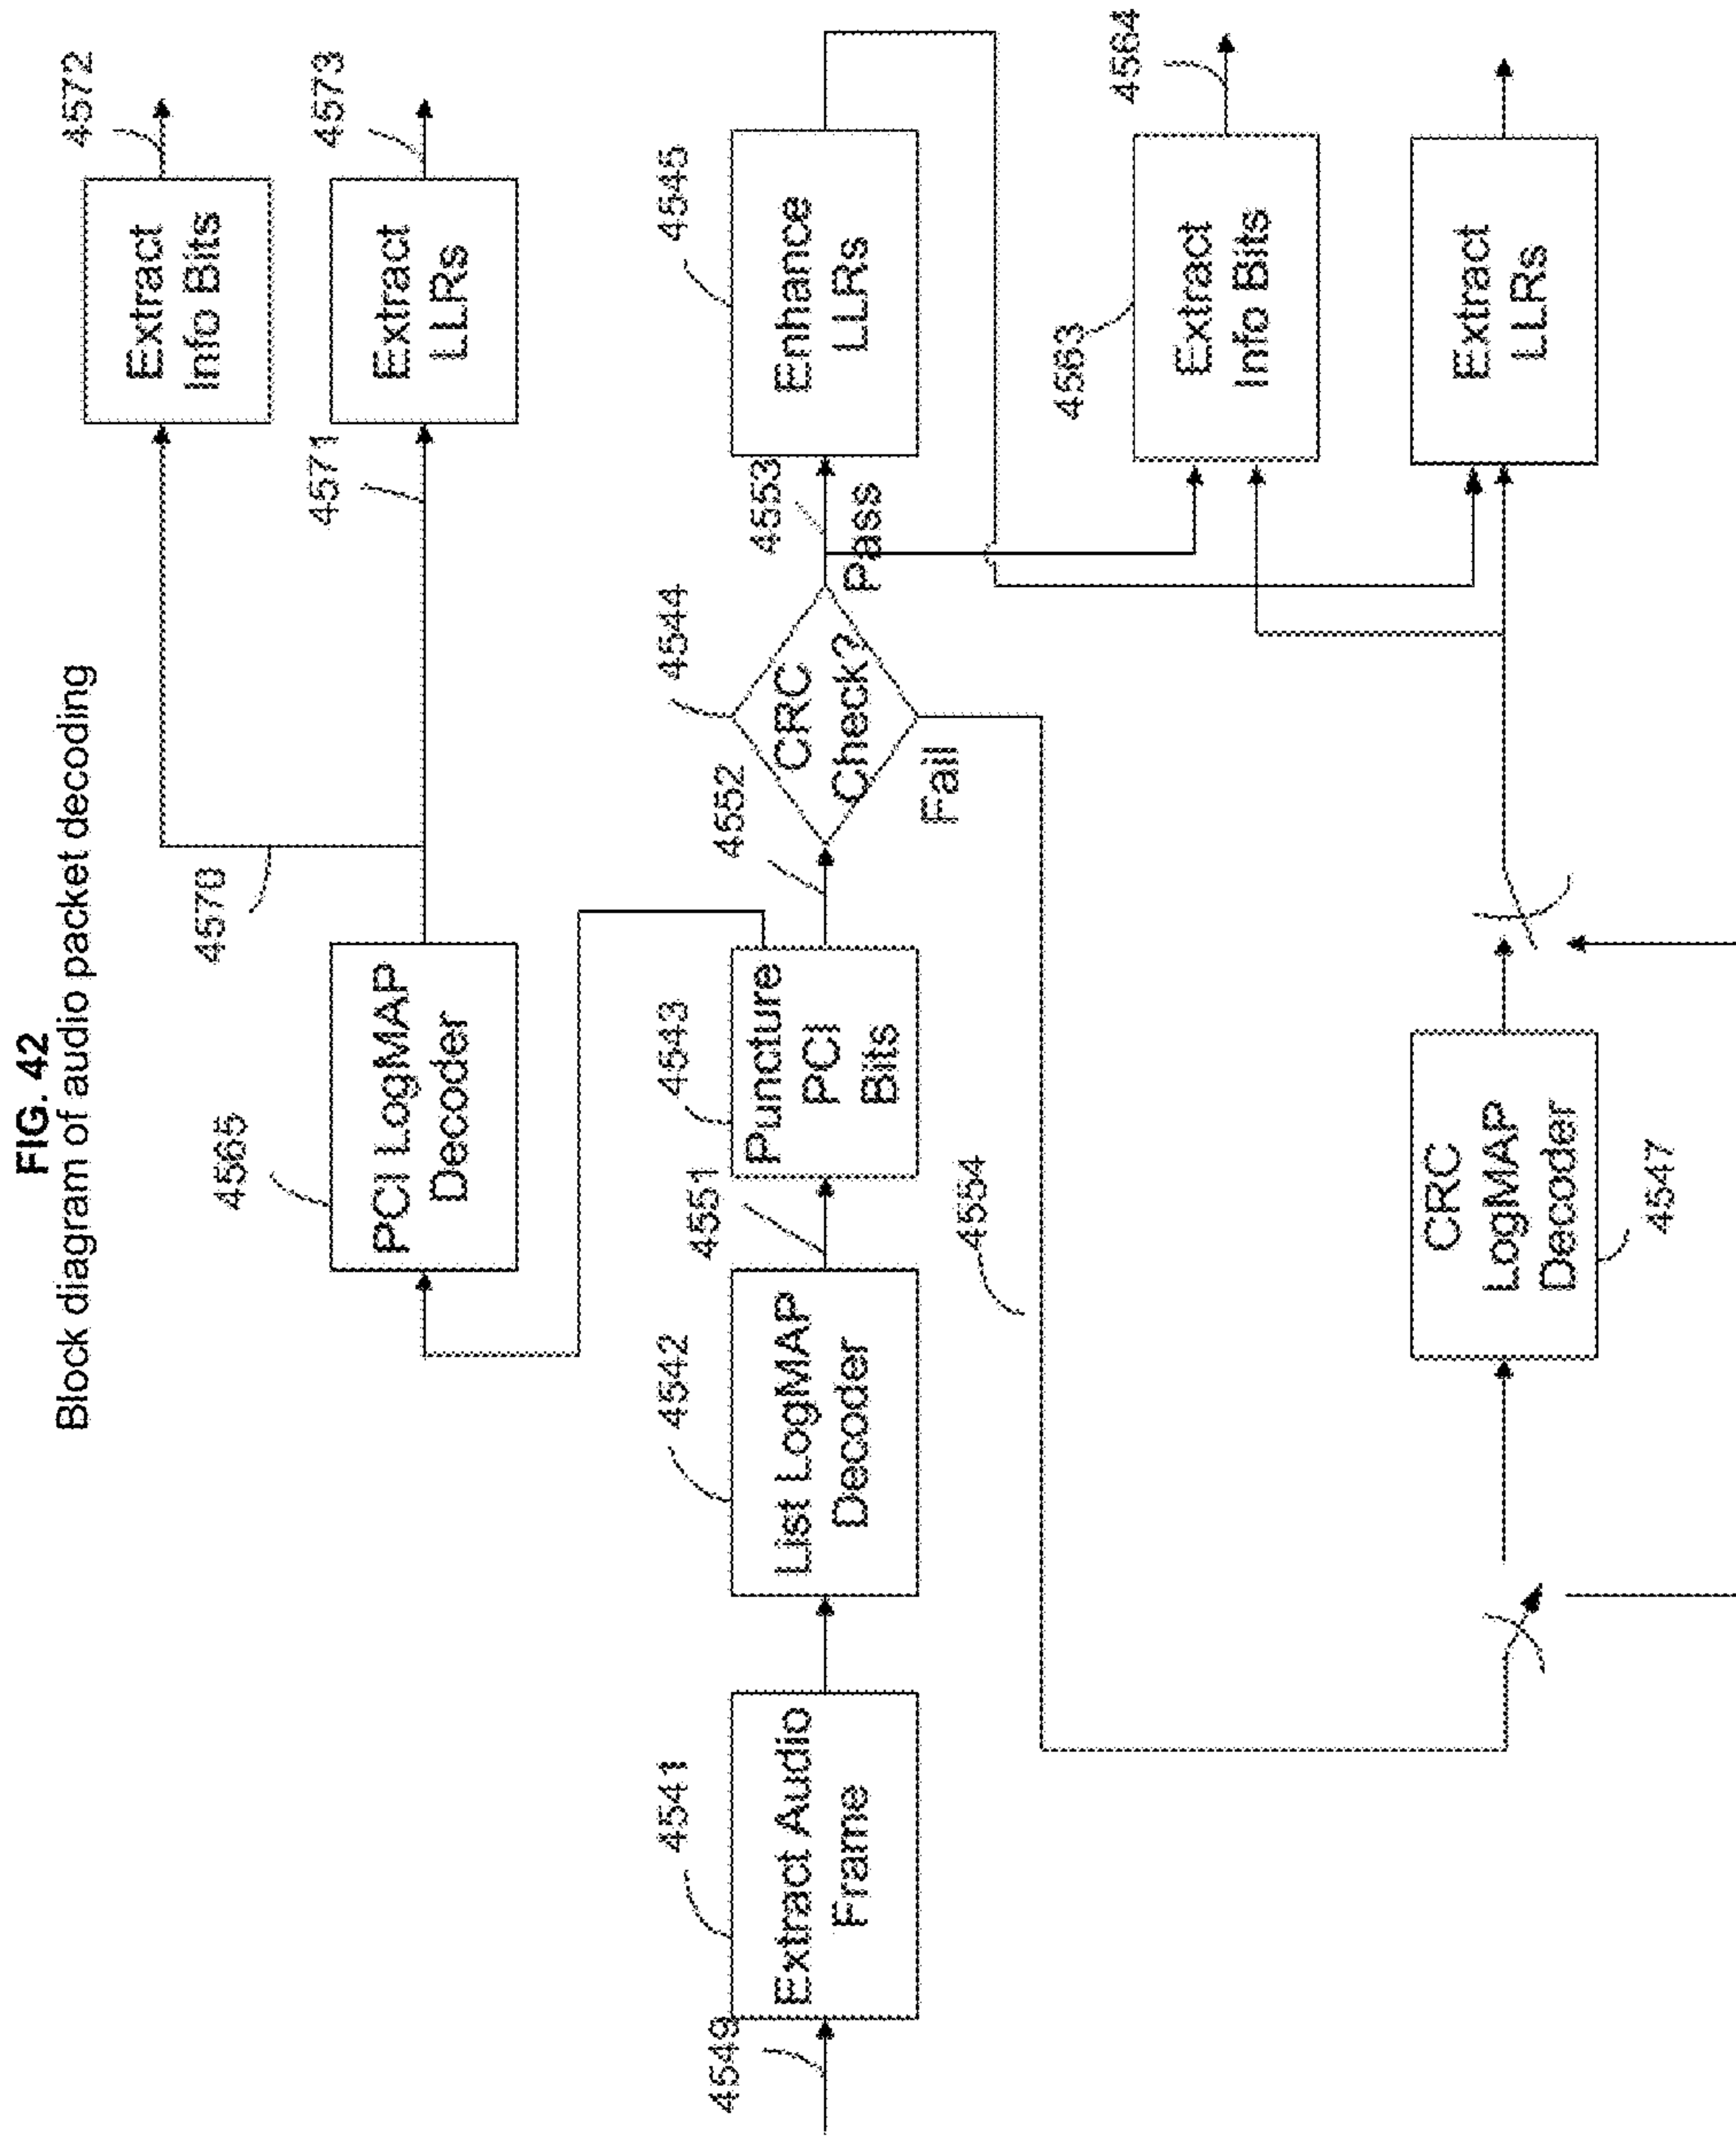 FIG. 42
Block diagram of audio packet decoding
4572
Extract
Info Bits
4573
Extract
LLRs
4571
4570
4565
PCI LogMAP
Decoder
4549
4541
Extract Audio
Frame
4542
List LogMAP
Decoder
4551
4543
Puncture
PCI
Bits
4552
4544
CRC
Check?
4553
Pass
Fail
4545
Enhance
LLRs
4554
4563
Extract
Info Bits
4564
CRC
LogMAP
Decoder
4547
Extract
LLRs